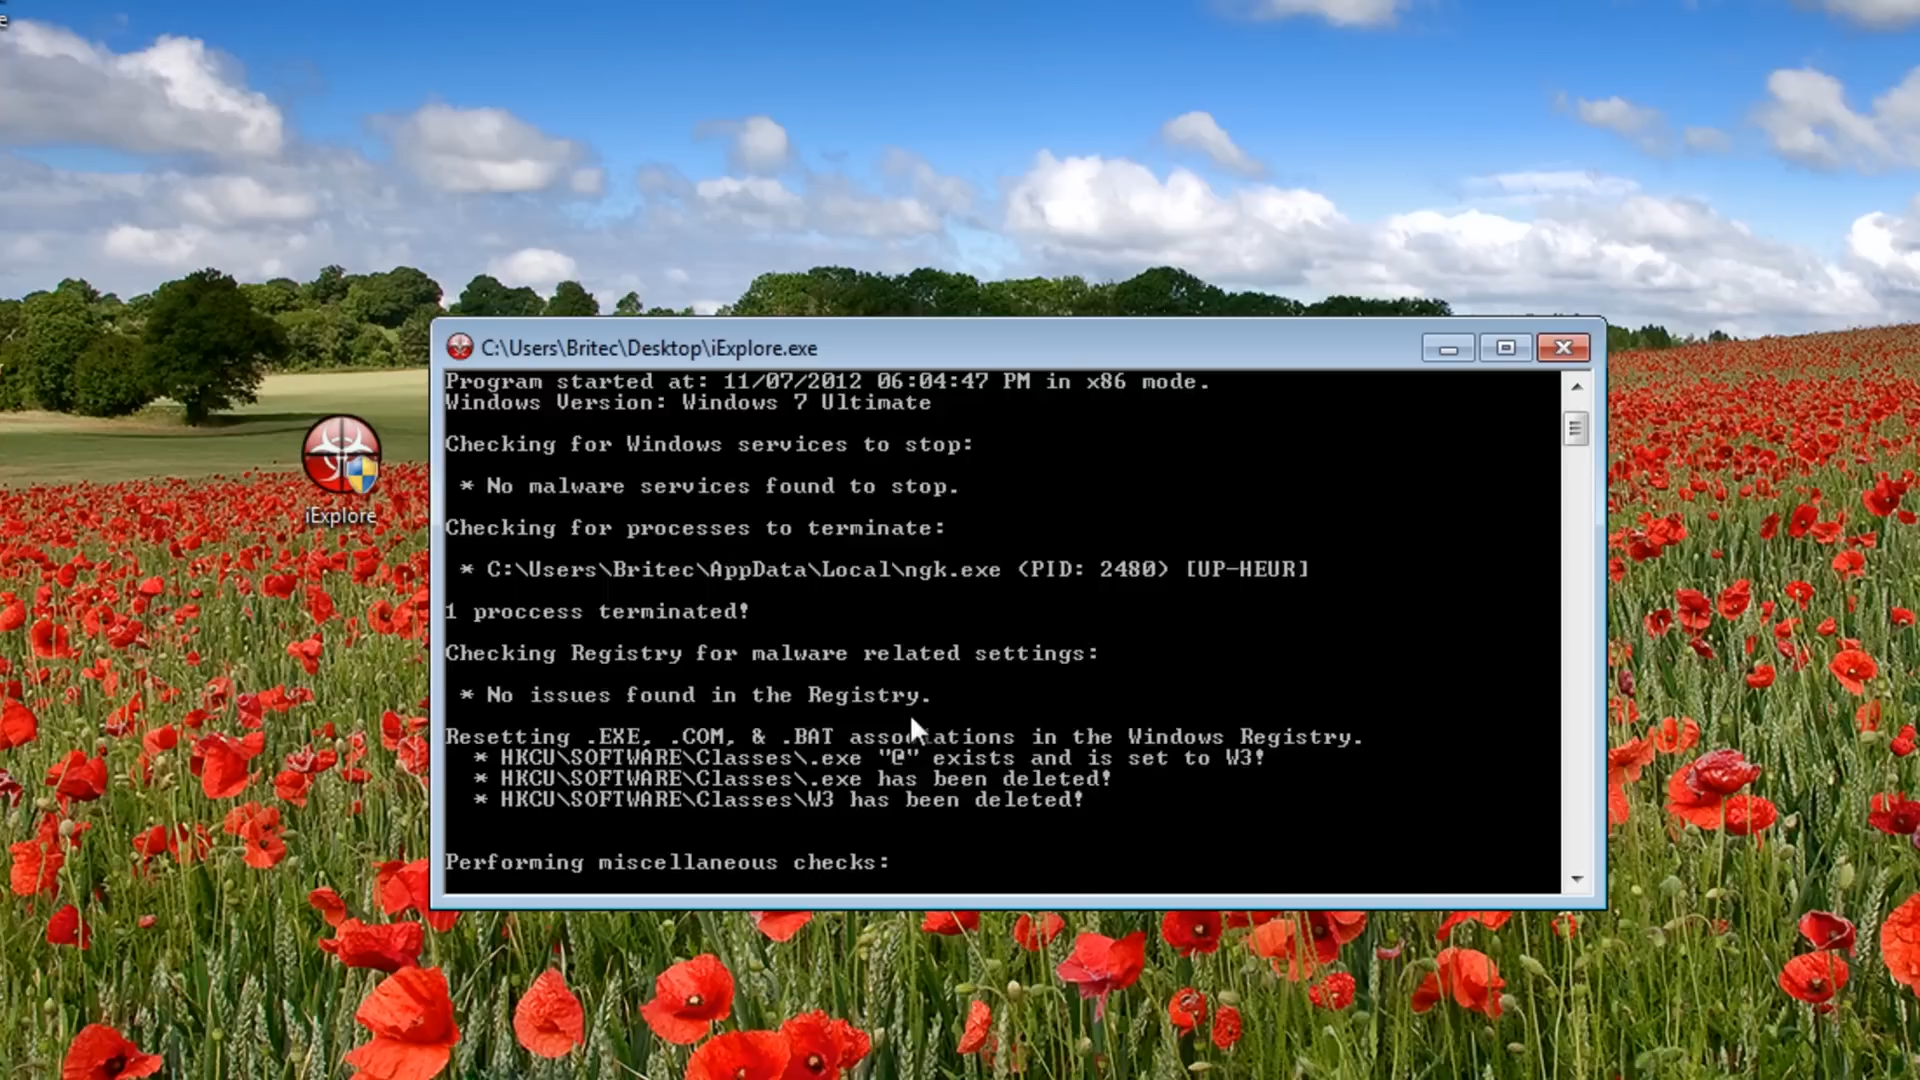 C:\Users\Britec\Desktop\iExplore.exe
Program started at: 11/07/2012 06:04:47 PM in x86 mode.
Windows Version: Windows 7 Ultimate
Checking for Windows services to stop:
* No malware services found to stop.
Checking for processes to terminate:
* C:\Users\Britec\AppData\Local\ngk.exe (PID: 2480) [UP-HEUR]
1 proccess terminated!
Checking Registry for malware related settings:
* No issues found in the Registry.
Resetting .EXE, .COM, & .BAT associations in the Windows Registry.
* HKCU\SOFTWARE\Classes\.exe "@" exists and is set to W3!
* HKCU\SOFTWARE\Classes\.exe has been deleted!
* HKCU\SOFTWARE\Classes\W3 has been deleted!
Performing miscellaneous checks:
iExplore